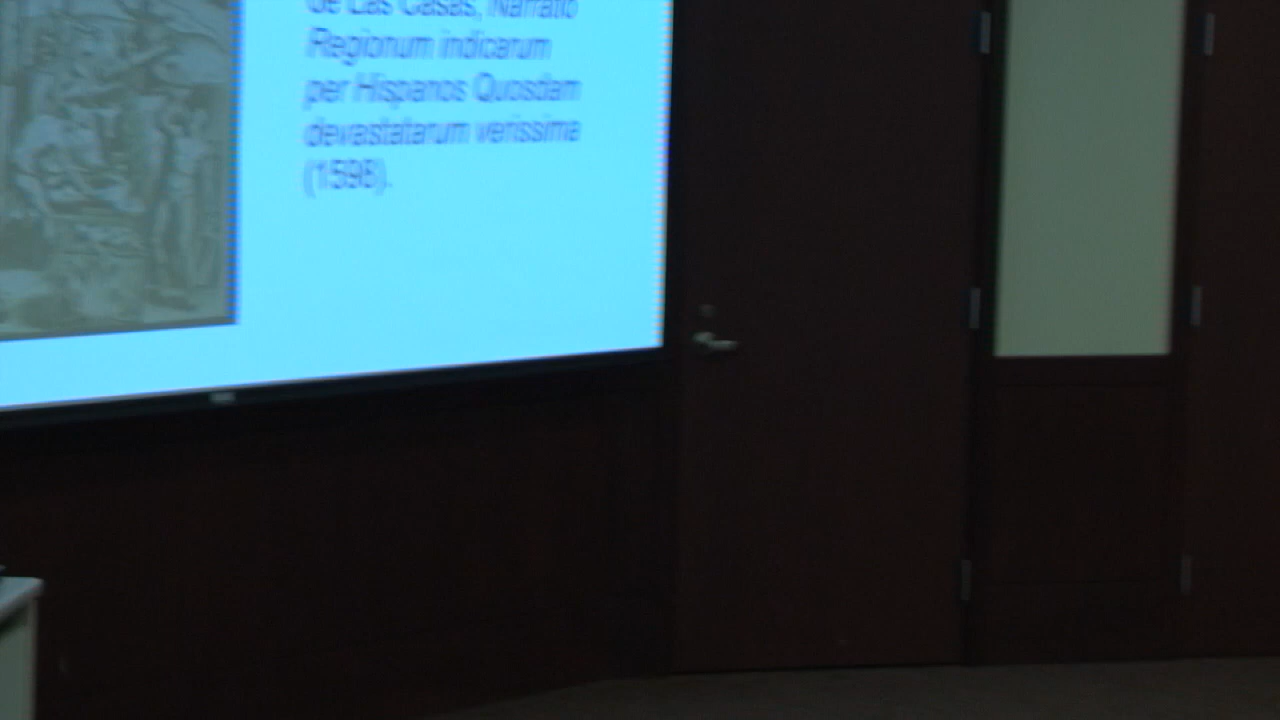 de Las Casas, Narratio
Regionum indicarum
per Hispanos Quosdam
devastatarum verissima
(1598).